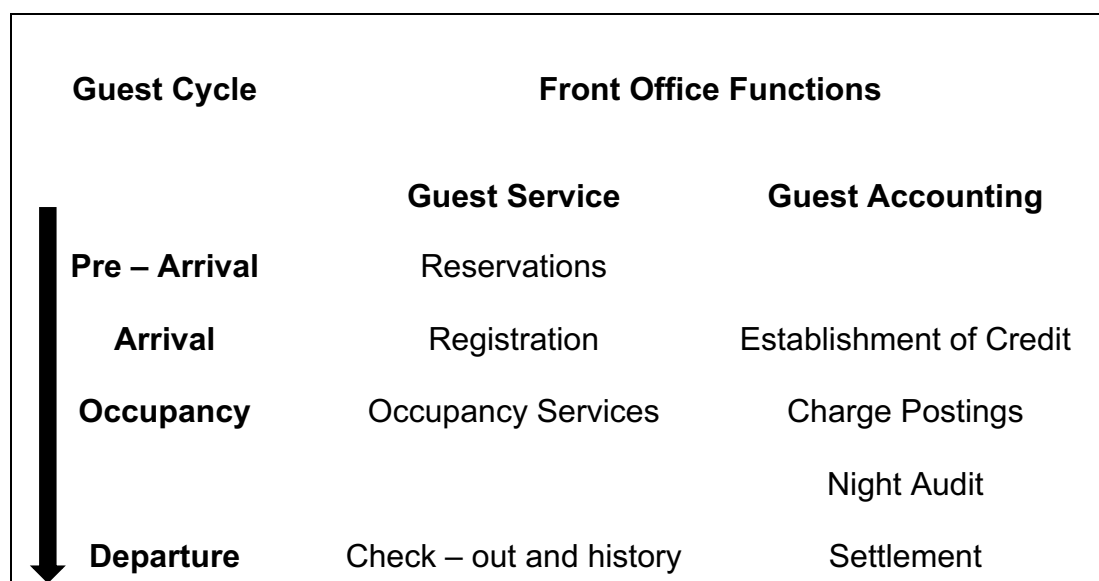 Guest Cycle Front Office Functions
Guest Service Guest Accounting
Pre – Arrival Reservations
Arrival Registration Establishment of Credit
Occupancy Occupancy Services Charge Postings
Night Audit
Departure Check – out and history Settlement